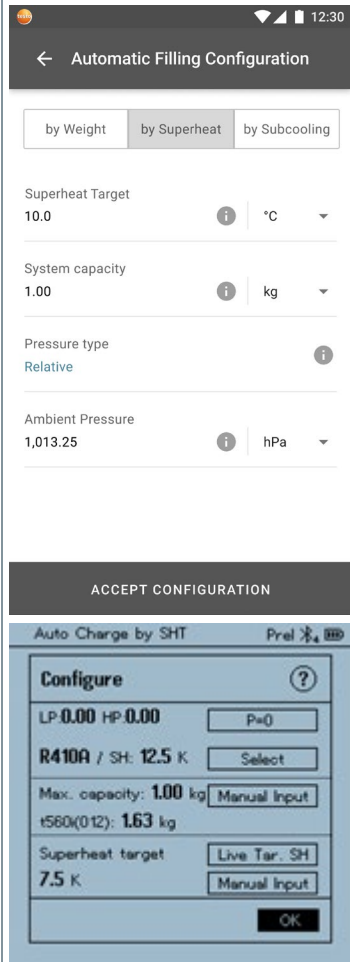 testo
12:30
Automatic Filling Configuration
by Weight by Superheat by Subcooling
Superheat Target
10.0 °C
System capacity
1.00 kg
Pressure type
Relative
Ambient Pressure
1,013.25 hPa
ACCEPT CONFIGURATION
Auto Charge by SHT Prel 4
Configure ?
LP:0.00 HP:0.00 P=0
R410A / SH: 12.5 K Select
Max. capacity: 1.00 kg Manual Input
t560i(012): 1.63 kg
Superheat target Live Tar. SH
7.5 K Manual Input
OK